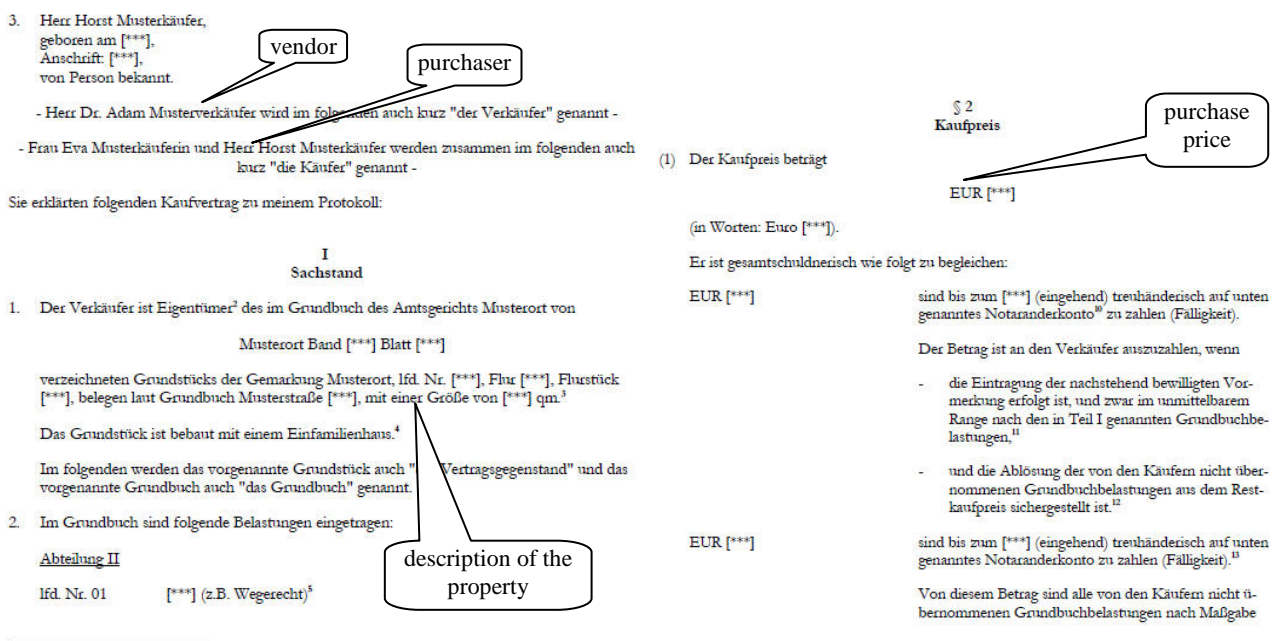 3. Herr Horst Musterkäufer,
geboren am [***],
Anschrift: [***],
von Person bekannt.
vendor
purchaser
- Herr Dr. Adam Musterverkäufer wird im folgenden auch kurz "der Verkäufer" genannt -
- Frau Eva Musterkäuferin und Herr Horst Musterkäufer werden zusammen im folgenden auch
kurz "die Käufer" genannt -
Sie erklärten folgenden Kaufvertrag zu meinem Protokoll:
I
Sachstand
1. Der Verkäufer ist Eigentümer² des im Grundbuch des Amtsgerichts Musterort von
Musterort Band [***] Blatt [***]
verzeichneten Grundstücks der Gemarkung Musterort, lfd. Nr. [***], Flur [***], Flurstück
[***], belegen laut Grundbuch Musterstraße [***], mit einer Größe von [***] qm.³
Das Grundstück ist bebaut mit einem Einfamilienhaus.⁴
Im folgenden werden das vorgenannte Grundstück auch " Vertragsgegenstand" und das
vorgenannte Grundbuch auch "das Grundbuch" genannt.
2. Im Grundbuch sind folgende Belastungen eingetragen:
Abteilung II
lfd. Nr. 01 [***] (z.B. Wegerecht)⁵
description of the
property
§ 2
Kaufpreis
purchase
price
(1) Der Kaufpreis beträgt
EUR [***]
(in Worten: Euro [***]).
Er ist gesamtschuldnerisch wie folgt zu begleichen:
EUR [***] sind bis zum [***] (eingehend) treuhänderisch auf unten
genanntes Notaranderkonto¹⁰ zu zahlen (Fälligkeit).
Der Betrag ist an den Verkäufer auszuzahlen, wenn
- die Eintragung der nachstehend bewilligten Vor-
merkung erfolgt ist, und zwar im unmittelbarem
Range nach den in Teil I genannten Grundbuchbe-
lastungen,¹¹
- und die Ablösung der von den Käufern nicht über-
nommenen Grundbuchbelastungen aus dem Rest-
kaufpreis sichergestellt ist.¹²
EUR [***] sind bis zum [***] (eingehend) treuhänderisch auf unten
genanntes Notaranderkonto zu zahlen (Fälligkeit).¹³
Von diesem Betrag sind alle von den Käufern nicht ü-
bernommenen Grundbuchbelastungen nach Maßgabe